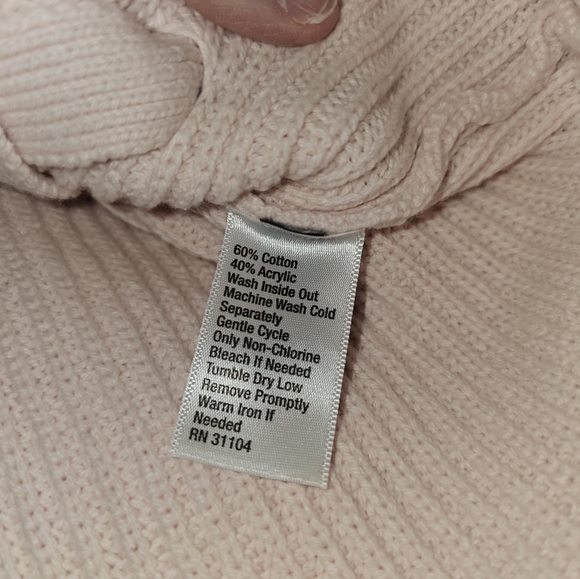 60% Cotton
40% Acrylic
Wash Inside Out
Machine Wash Cold
Separately
Gentle Cycle
Only Non-Chlorine
Bleach If Needed
Tumble Dry Low
Remove Promptly
Warm Iron If
Needed
RN 31104